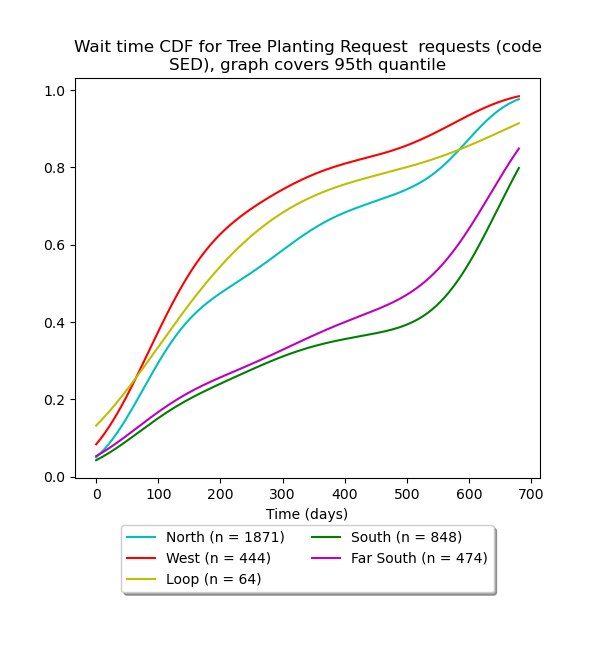 Wait time CDF for Tree Planting Request  requests (code
SED), graph covers 95th quantile
1.0
0.8
0.6
0.4
0.2
0.0
0 100 200 300 400 500 600 700
Time (days)
North (n = 1871) South (n = 848)
West (n = 444) Far South (n = 474)
Loop (n = 64)